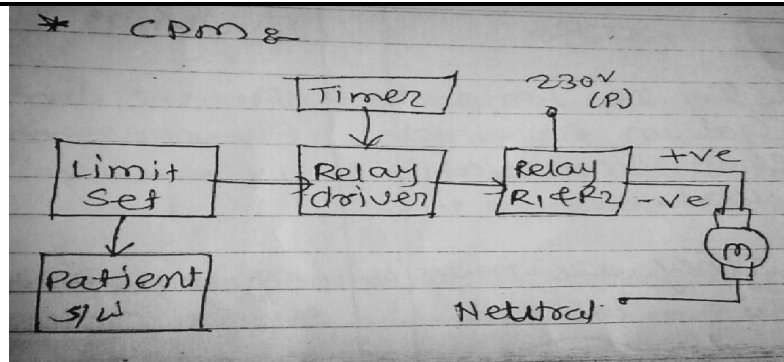 * CPM :-
Timer
230V
(P)
Limit
Set
Relay
driver
Relay
R1 & R2
+ve
-ve
M
Patient
S/W
Neutral